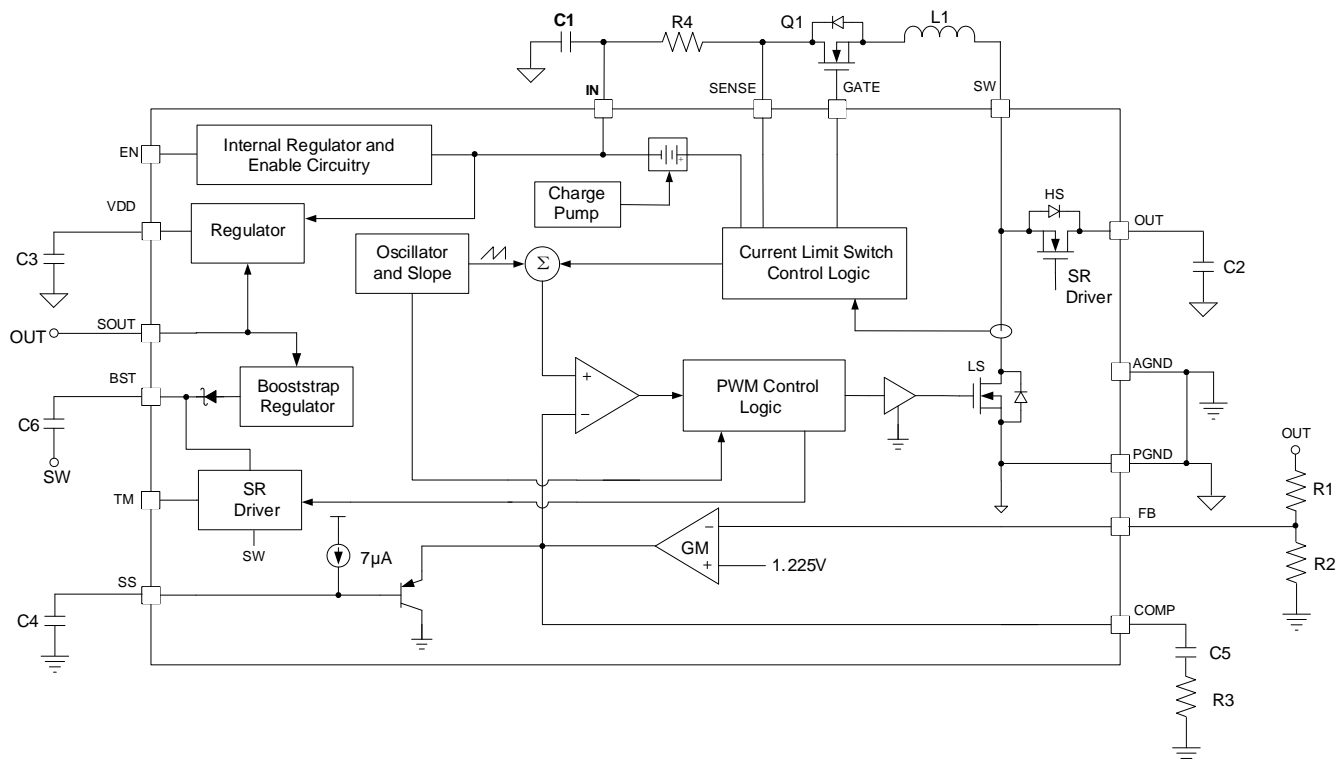 C1
R4
Q1
L1
IN
SENSE
GATE
SW
EN
Internal Regulator and
Enable Circuitry
VDD
Charge
Pump
HS
OUT
Regulator
C3
Oscillator
and Slope
Σ
Current Limit Switch
Control Logic
SR
Driver
C2
SOUT
OUT
BST
Booststrap
Regulator
C6
SW
+
−
PWM Control
Logic
LS
AGND
PGND
OUT
TM
SR
Driver
SW
R1
FB
7µA
GM
−
+
1.225V
R2
SS
C4
COMP
C5
R3